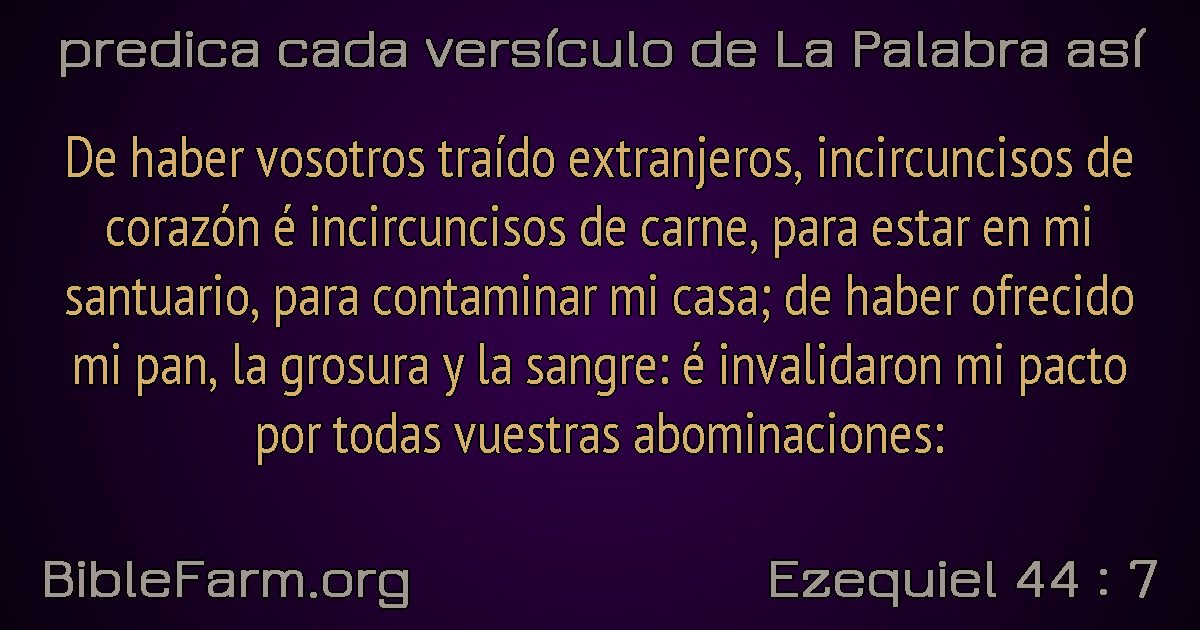 predica cada versículo de La Palabra así
De haber vosotros traído extranjeros, incircuncisos de
corazón é incircuncisos de carne, para estar en mi
santuario, para contaminar mi casa; de haber ofrecido
mi pan, la grosura y la sangre: é invalidaron mi pacto
por todas vuestras abominaciones:
BibleFarm.org
Ezequiel 44 : 7